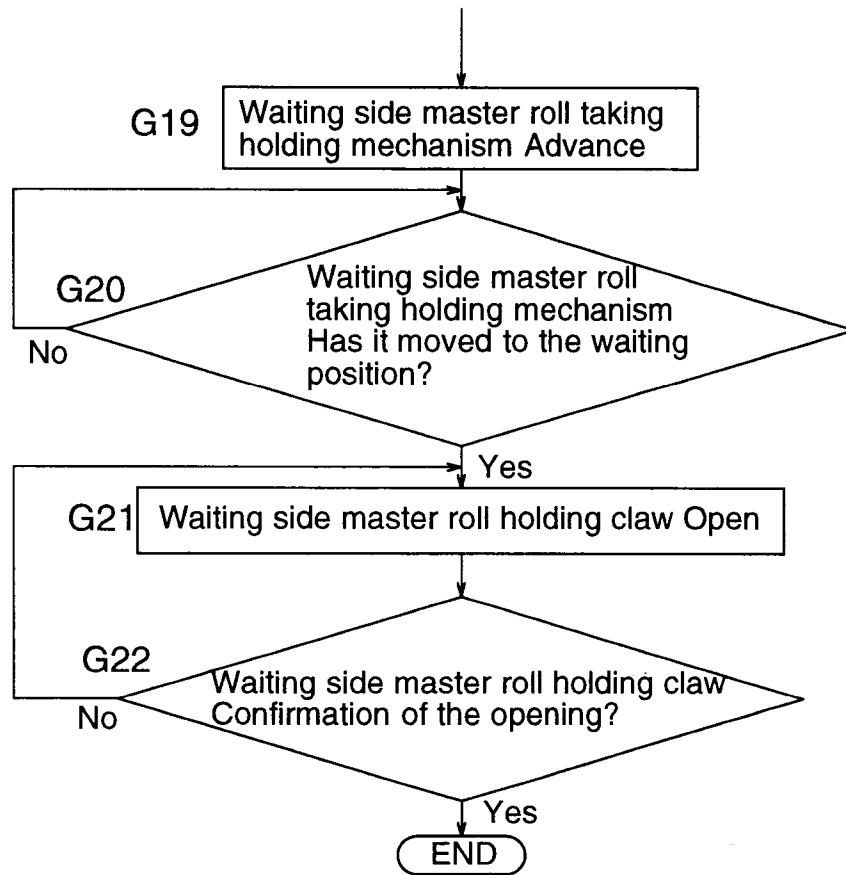 G19
Waiting side master roll taking
holding mechanism Advance
G20
Waiting side master roll
taking holding mechanism
Has it moved to the waiting
position?
No
Yes
G21
Waiting side master roll holding claw Open
G22
Waiting side master roll holding claw
Confirmation of the opening?
No
Yes
END